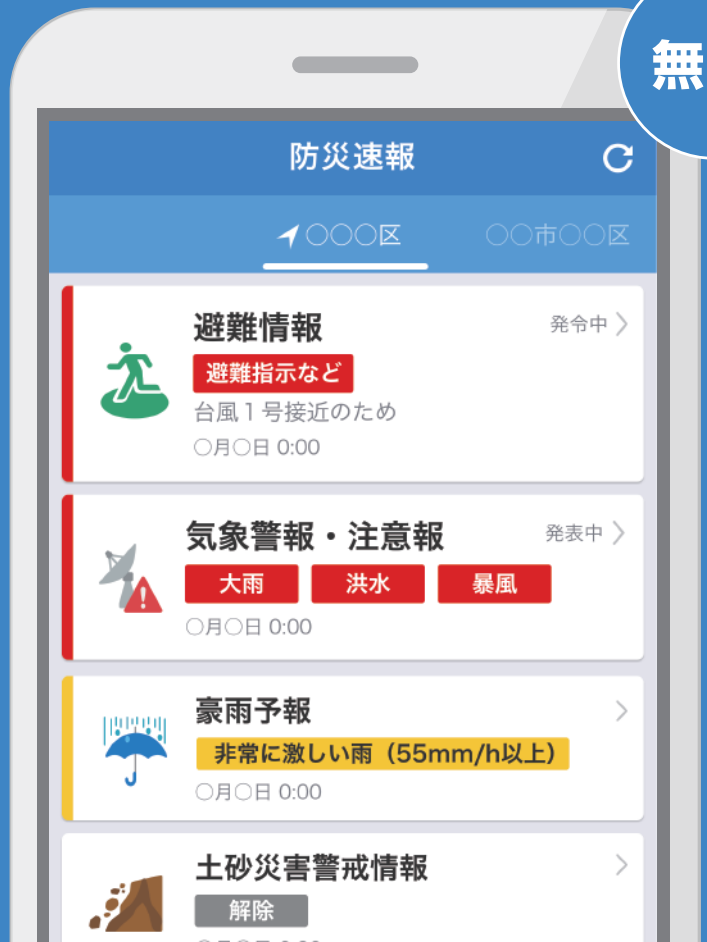 無
防災速報
○○○区
○○市○○区
避難情報
発令中
避難指示など
台風1号接近のため
○月○日 0:00
気象警報・注意報
発表中
大雨
洪水
暴風
○月○日 0:00
豪雨予報
非常に激しい雨（55mm/h以上）
○月○日 0:00
土砂災害警戒情報
解除